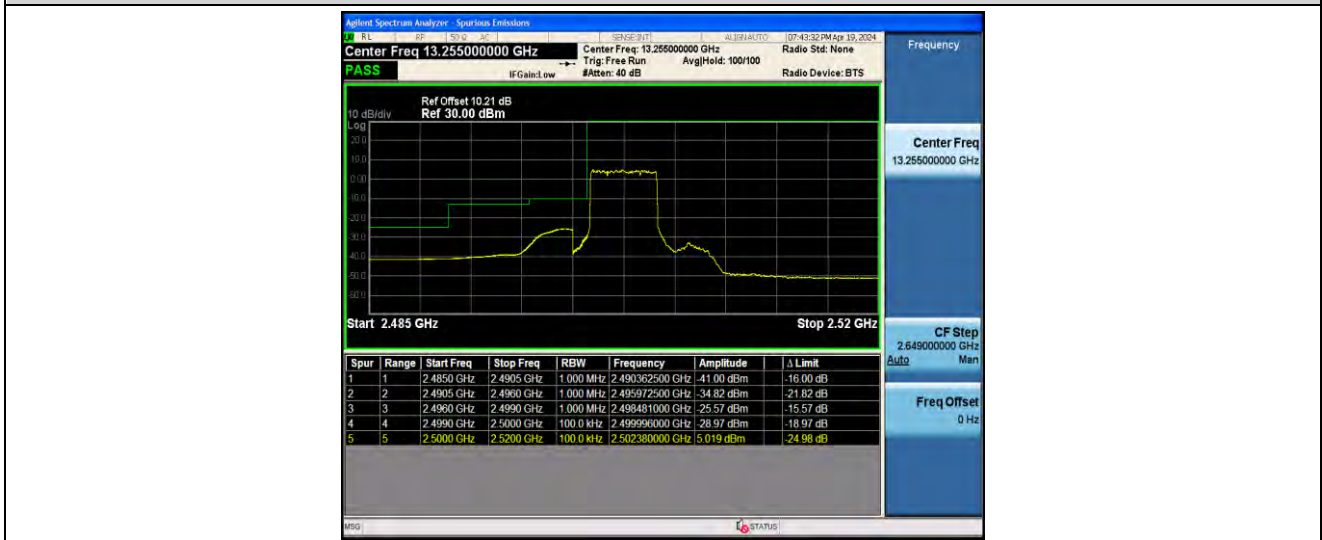 Agilent Spectrum Analyzer - Spurious Emissions
RL RF 50 Ω AC SENSE:INT ALIGNAUTO 07:43:32 PM Apr 19, 2024
Center Freq 13.255000000 GHz
Center Freq: 13.255000000 GHz
Radio Std: None
Trig: Free Run
Avg|Hold: 100/100
PASS
IFGain:Low
#Atten: 40 dB
Radio Device: BTS
Ref Offset 10.21 dB
10 dB/div Ref 30.00 dBm
Log
20.0
10.0
0.00
-10.0
-20.0
-30.0
-40.0
-50.0
-60.0
Start 2.485 GHz
Stop 2.52 GHz
Spur Range Start Freq Stop Freq RBW Frequency Amplitude Δ Limit
1 1 2.4850 GHz 2.4905 GHz 1.000 MHz 2.490362500 GHz -41.00 dBm -16.00 dB
2 2 2.4905 GHz 2.4960 GHz 1.000 MHz 2.495972500 GHz -34.82 dBm -21.82 dB
3 3 2.4960 GHz 2.4990 GHz 1.000 MHz 2.498481000 GHz -25.57 dBm -15.57 dB
4 4 2.4990 GHz 2.5000 GHz 100.0 kHz 2.499996000 GHz -28.97 dBm -18.97 dB
5 5 2.5000 GHz 2.5200 GHz 100.0 kHz 2.502380000 GHz 5.019 dBm -24.98 dB
MSG
STATUS
Frequency
Center Freq
13.255000000 GHz
CF Step
2.649000000 GHz
Auto Man
Freq Offset
0 Hz